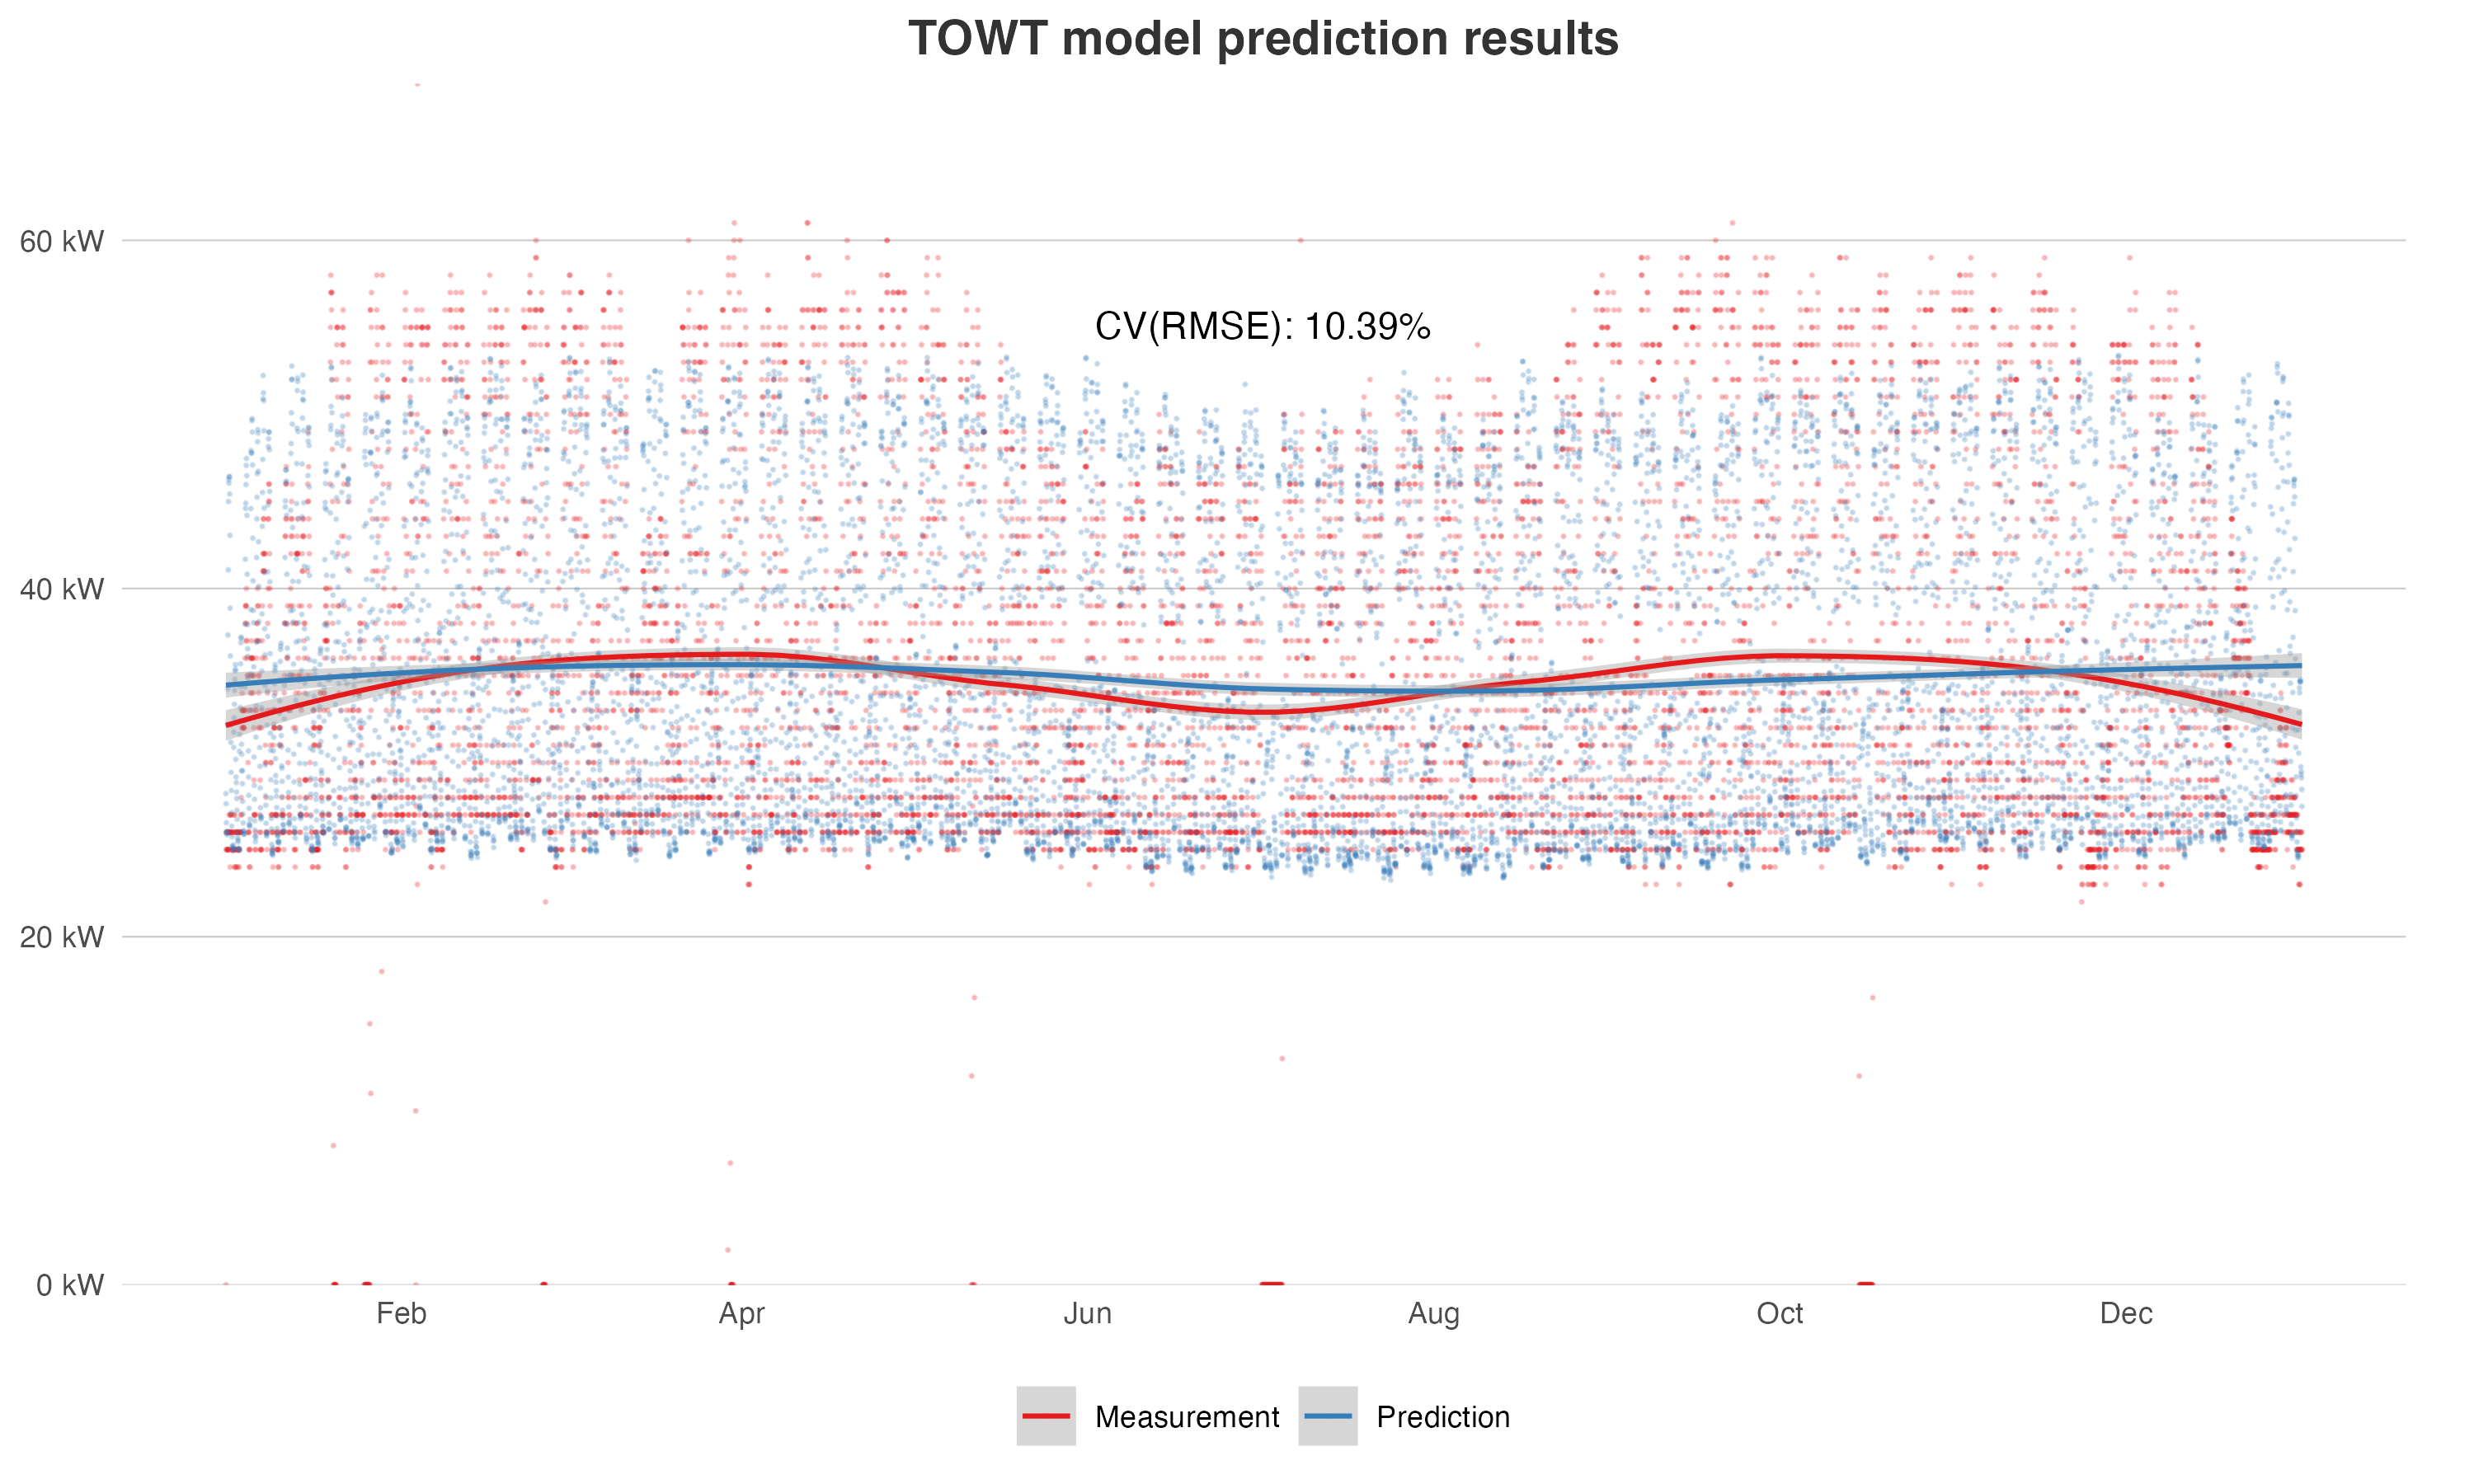 TOWT model prediction results
60 kW
CV(RMSE): 10.39%
40 kW
20 kW
0 kW
Feb Apr Jun Aug Oct Dec
Measurement Prediction